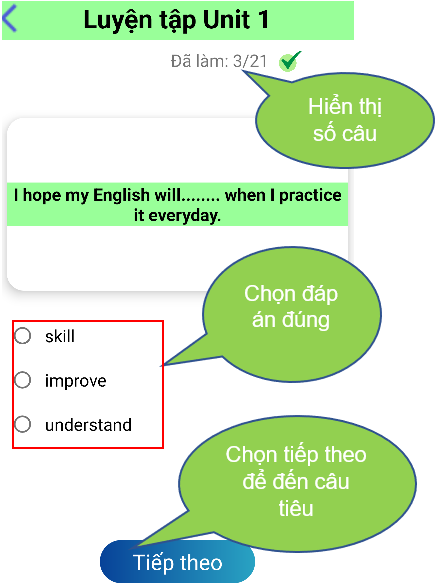 Luyện tập Unit 1
Đã làm: 3/21
Hiển thị
số câu
I hope my English will........ when I practice
it everyday.
Chọn đáp
án đúng
skill
improve
understand
Chọn tiếp theo
để đến câu
tiêu
Tiếp theo